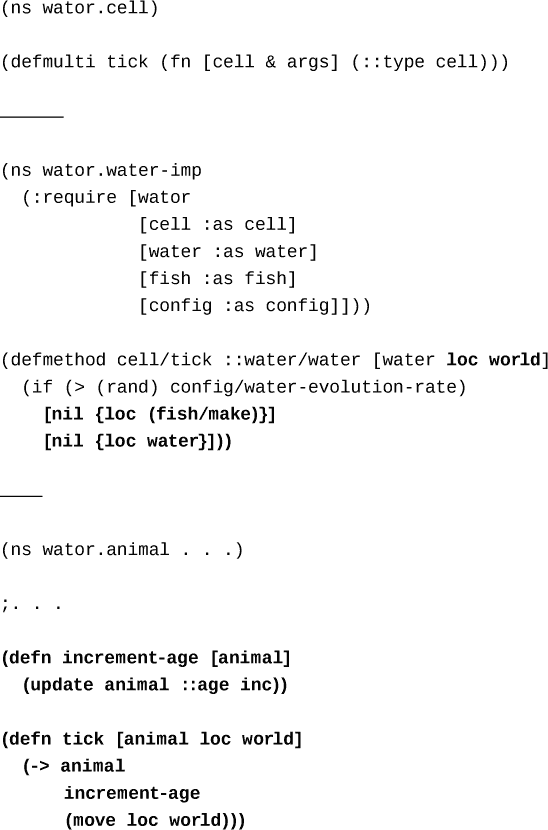 (ns wator.cell)
(defmulti tick (fn [cell & args] (::type cell)))
(ns wator.water-imp
  (:require [wator
             [cell :as cell]
             [water :as water]
             [fish :as fish]
             [config :as config]]))
(defmethod cell/tick ::water/water [water loc world]
  (if (> (rand) config/water-evolution-rate)
    [nil {loc (fish/make)}]
    [nil {loc water}]))
(ns wator.animal . . .)
;. . .
(defn increment-age [animal]
  (update animal ::age inc))
(defn tick [animal loc world]
  (-> animal
      increment-age
      (move loc world)))